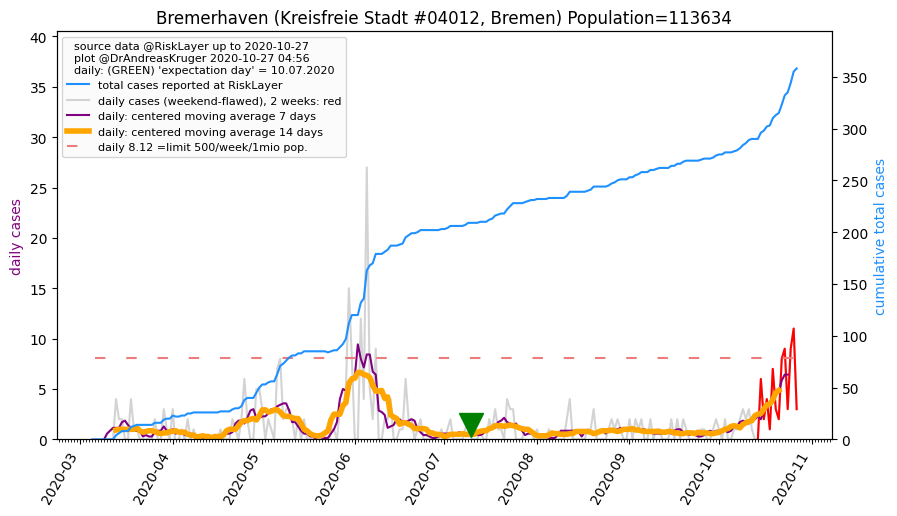 Bremerhaven (Kreisfreie Stadt #04012, Bremen) Population=113634
source data @RiskLayer up to 2020-10-27
plot @DrAndreasKruger 2020-10-27 04:56
daily: (GREEN) 'expectation day' = 10.07.2020
total cases reported at RiskLayer
daily cases (weekend-flawed), 2 weeks: red
daily: centered moving average 7 days
daily: centered moving average 14 days
daily 8.12 =limit 500/week/1mio pop.
daily cases
40
35
30
25
20
15
10
5
0
cumulative total cases
350
300
250
200
150
100
50
0
2020-03
2020-04
2020-05
2020-06
2020-07
2020-08
2020-09
2020-10
2020-11